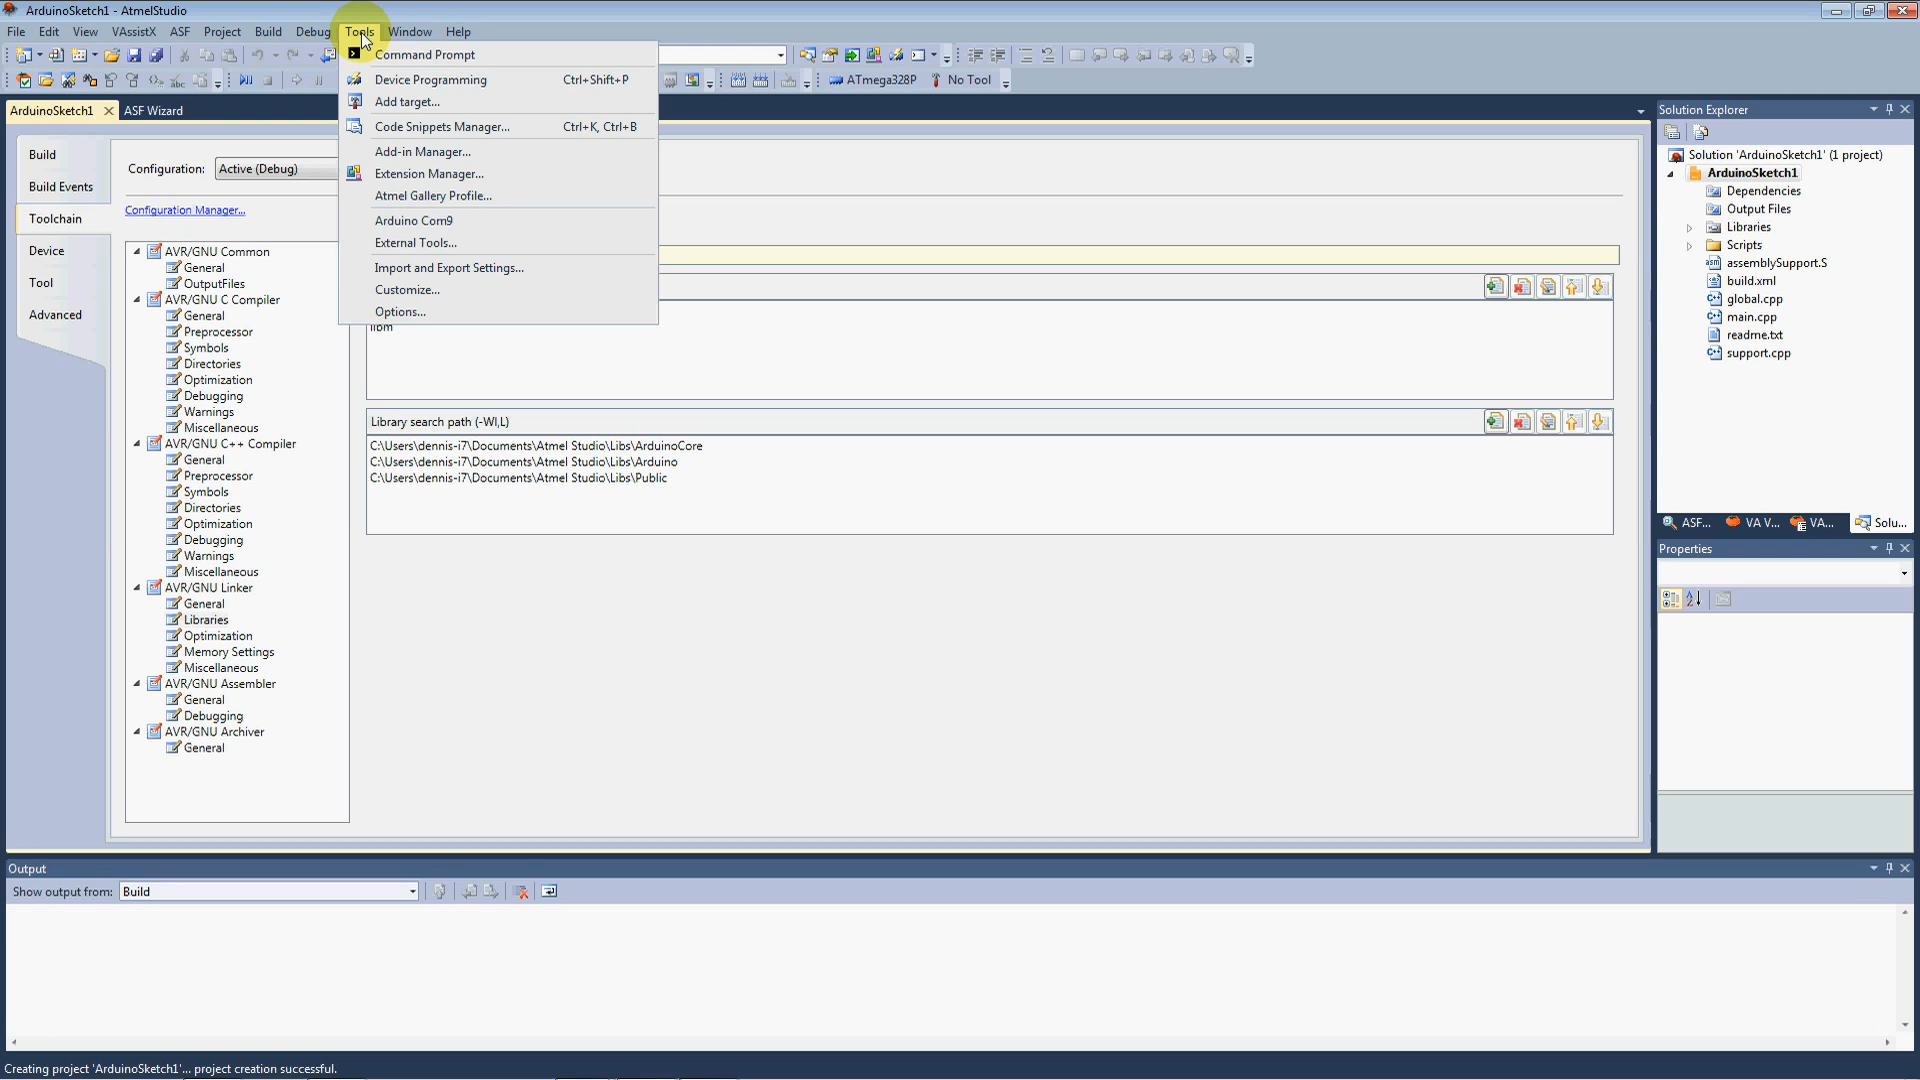 ArduinoSketch1 - AtmelStudio
File Edit View VAssistX ASF Project Build Debug Tools Window Help
ATmega328P No Tool
Command Prompt
Device Programming Ctrl+Shift+P
Add target...
Code Snippets Manager... Ctrl+K, Ctrl+B
Add-in Manager...
Extension Manager...
Atmel Gallery Profile...
Arduino Com9
External Tools...
Import and Export Settings...
Customize...
Options...
ArduinoSketch1 ASF Wizard
Build
Build Events
Toolchain
Device
Tool
Advanced
Configuration: Active (Debug)
Configuration Manager...
AVR/GNU Common
General
OutputFiles
AVR/GNU C Compiler
General
Preprocessor
Symbols
Directories
Optimization
Debugging
Warnings
Miscellaneous
AVR/GNU C++ Compiler
General
Preprocessor
Symbols
Directories
Optimization
Debugging
Warnings
Miscellaneous
AVR/GNU Linker
General
Libraries
Optimization
Memory Settings
Miscellaneous
AVR/GNU Assembler
General
Debugging
AVR/GNU Archiver
General
libm
Library search path (-Wl,L)
C:\Users\dennis-i7\Documents\Atmel Studio\Libs\ArduinoCore
C:\Users\dennis-i7\Documents\Atmel Studio\Libs\Arduino
C:\Users\dennis-i7\Documents\Atmel Studio\Libs\Public
Solution Explorer
Solution 'ArduinoSketch1' (1 project)
ArduinoSketch1
Dependencies
Output Files
Libraries
Scripts
assemblySupport.S
build.xml
global.cpp
main.cpp
readme.txt
support.cpp
ASF... VA V... VA... Solu...
Properties
Output
Show output from: Build
Creating project 'ArduinoSketch1'... project creation successful.